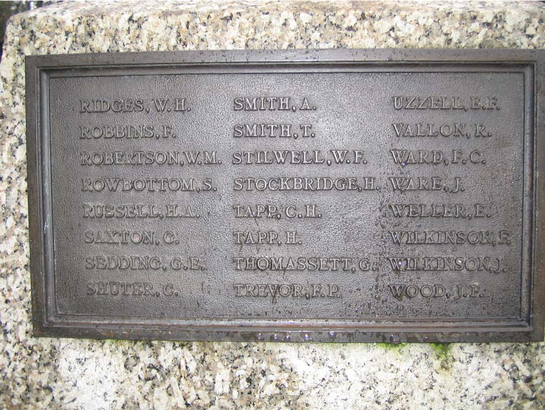 RIDGES, W.H.
ROBBINS, F.
ROBERTSON, W.M.
ROWBOTTOM, S.
RUSSELL, H.A.
SAXTON, C.
SEDDING, G.E.
SHUTER, C.
SMITH, A.
SMITH, T.
STILWELL, W.F.
STOCKBRIDGE, H.
TAPP, C.H.
TAPP, H.
THOMASSETT, G.
TREVOR, F.P.
UZZELL, E.F.
VALLON, R.
WARD, F.C.
WARE, J.
WELLER, E.
WILKINSON, F.
WILKINSON, J.
WOOD, J.E.